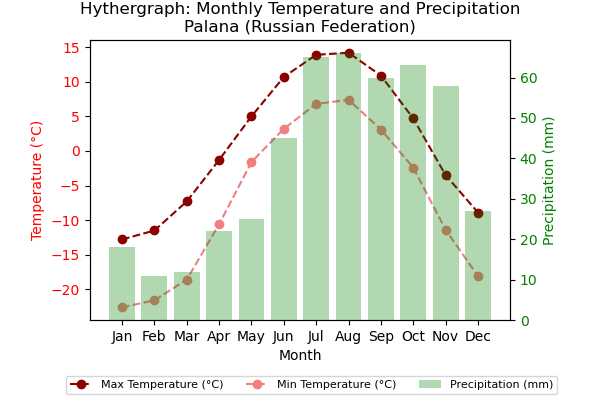 Hythergraph: Monthly Temperature and Precipitation
Palana (Russian Federation)
Temperature (°C)
15
10
5
0
−5
−10
−15
−20
Precipitation (mm)
60
50
40
30
20
10
0
Jan Feb Mar Apr May Jun Jul Aug Sep Oct Nov Dec
Month
Max Temperature (°C) Min Temperature (°C) Precipitation (mm)